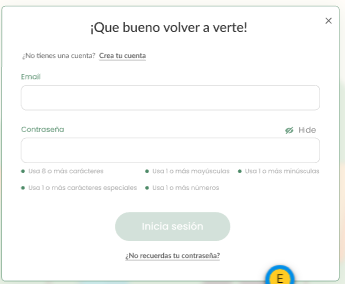 ¡Que bueno volver a verte!
¿No tienes una cuenta? Crea tu cuenta
Email
Contraseña Hide
Usa 8 o más carácteres Usa 1 o más mayúsculas Usa 1 o más minúsculas
Usa 1 o más carácteres especiales Usa 1 o más números
Inicia sesión
¿No recuerdas tu contraseña?
E